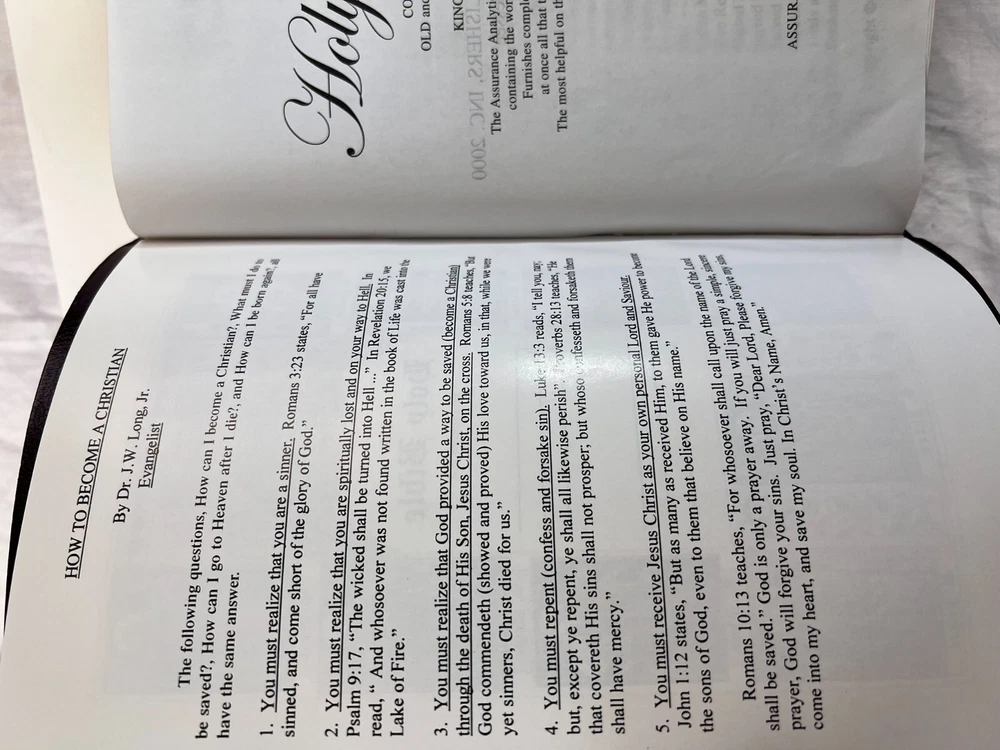 HOW TO BECOME A CHRISTIAN
By Dr. J.W. Long, Jr.
Evangelist
The following questions, How can I become a Christian?, What must I do to
be saved?, How can I go to Heaven after I die?, and How can I be born again?, all
have the same answer.
1. You must realize that you are a sinner. Romans 3:23 states, “For all have
sinned, and come short of the glory of God.”
2. You must realize that you are spiritually lost and on your way to Hell. In
Psalm 9:17, “The wicked shall be turned into Hell ...” In Revelation 20:15, we
read, “ And whosoever was not found written in the book of Life was cast into the
Lake of Fire.”
3. You must realize that God provided a way to be saved (become a Christian)
through the death of His Son, Jesus Christ, on the cross. Romans 5:8 teaches, “But
God commendeth (showed and proved) His love toward us, in that, while we were
yet sinners, Christ died for us.”
4. You must repent (confess and forsake sin). Luke 13:3 reads, “I tell you, nay;
but, except ye repent, ye shall all likewise perish”. Proverbs 28:13 teaches, “He
that covereth His sins shall not prosper; but whoso confesseth and forsaketh them
shall have mercy.”
5. You must receive Jesus Christ as your own personal Lord and Saviour.
John 1:12 states, “But as many as received Him, to them gave He power to become
the sons of God, even to them that believe on His name.”
Romans 10:13 teaches, “For whosoever shall call upon the name of the Lord
shall be saved.” God is only a prayer away. If you will just pray a simple, sincere
prayer, God will forgive your sins. Just pray, “Dear Lord, Please forgive my sins,
come into my heart, and save my soul. In Christ’s Name, Amen.”
Holy
CO
OLD and
KING
The Assurance Analyti
containing the wor
Furnishes comple
at once all that t
The most helpful on th
ASSUR